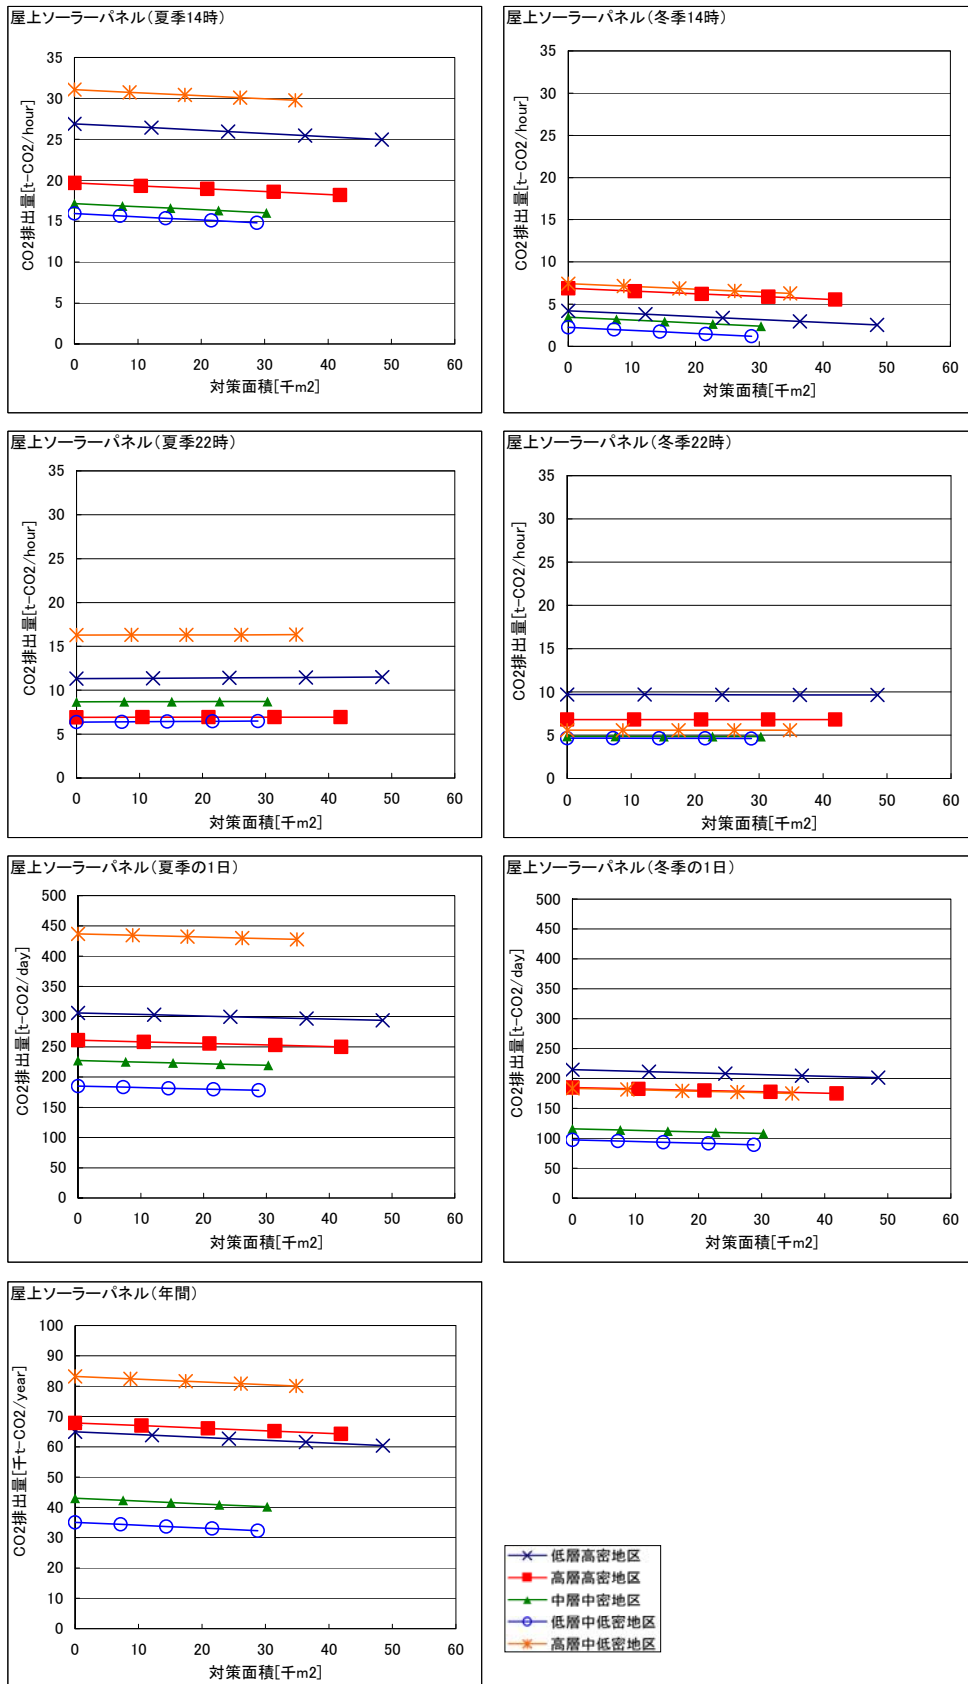 屋上ソーラーパネル(夏季14時)
CO2排出量[t-CO2/hour]
35
30
25
20
15
10
5
0
0 10 20 30 40 50 60
対策面積[千m2]
屋上ソーラーパネル(冬季14時)
CO2排出量[t-CO2/hour]
35
30
25
20
15
10
5
0
0 10 20 30 40 50 60
対策面積[千m2]
屋上ソーラーパネル(夏季22時)
CO2排出量[t-CO2/hour]
35
30
25
20
15
10
5
0
0 10 20 30 40 50 60
対策面積[千m2]
屋上ソーラーパネル(冬季22時)
CO2排出量[t-CO2/hour]
35
30
25
20
15
10
5
0
0 10 20 30 40 50 60
対策面積[千m2]
屋上ソーラーパネル(夏季の1日)
CO2排出量[t-CO2/day]
500
450
400
350
300
250
200
150
100
50
0
0 10 20 30 40 50 60
対策面積[千m2]
屋上ソーラーパネル(冬季の1日)
CO2排出量[t-CO2/day]
500
450
400
350
300
250
200
150
100
50
0
0 10 20 30 40 50 60
対策面積[千m2]
屋上ソーラーパネル(年間)
CO2排出量[千t-CO2/year]
100
90
80
70
60
50
40
30
20
10
0
0 10 20 30 40 50 60
対策面積[千m2]
低層高密地区
高層高密地区
中層中密地区
低層中低密地区
高層中低密地区